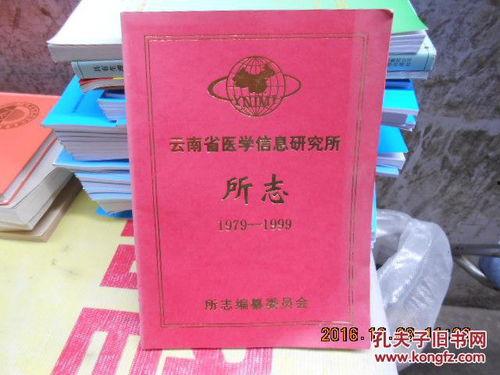 YNIMI
云南省医学信息研究所
所志
1979—1999
所志编纂委员会
孔夫子旧书网
www.kongfz.com